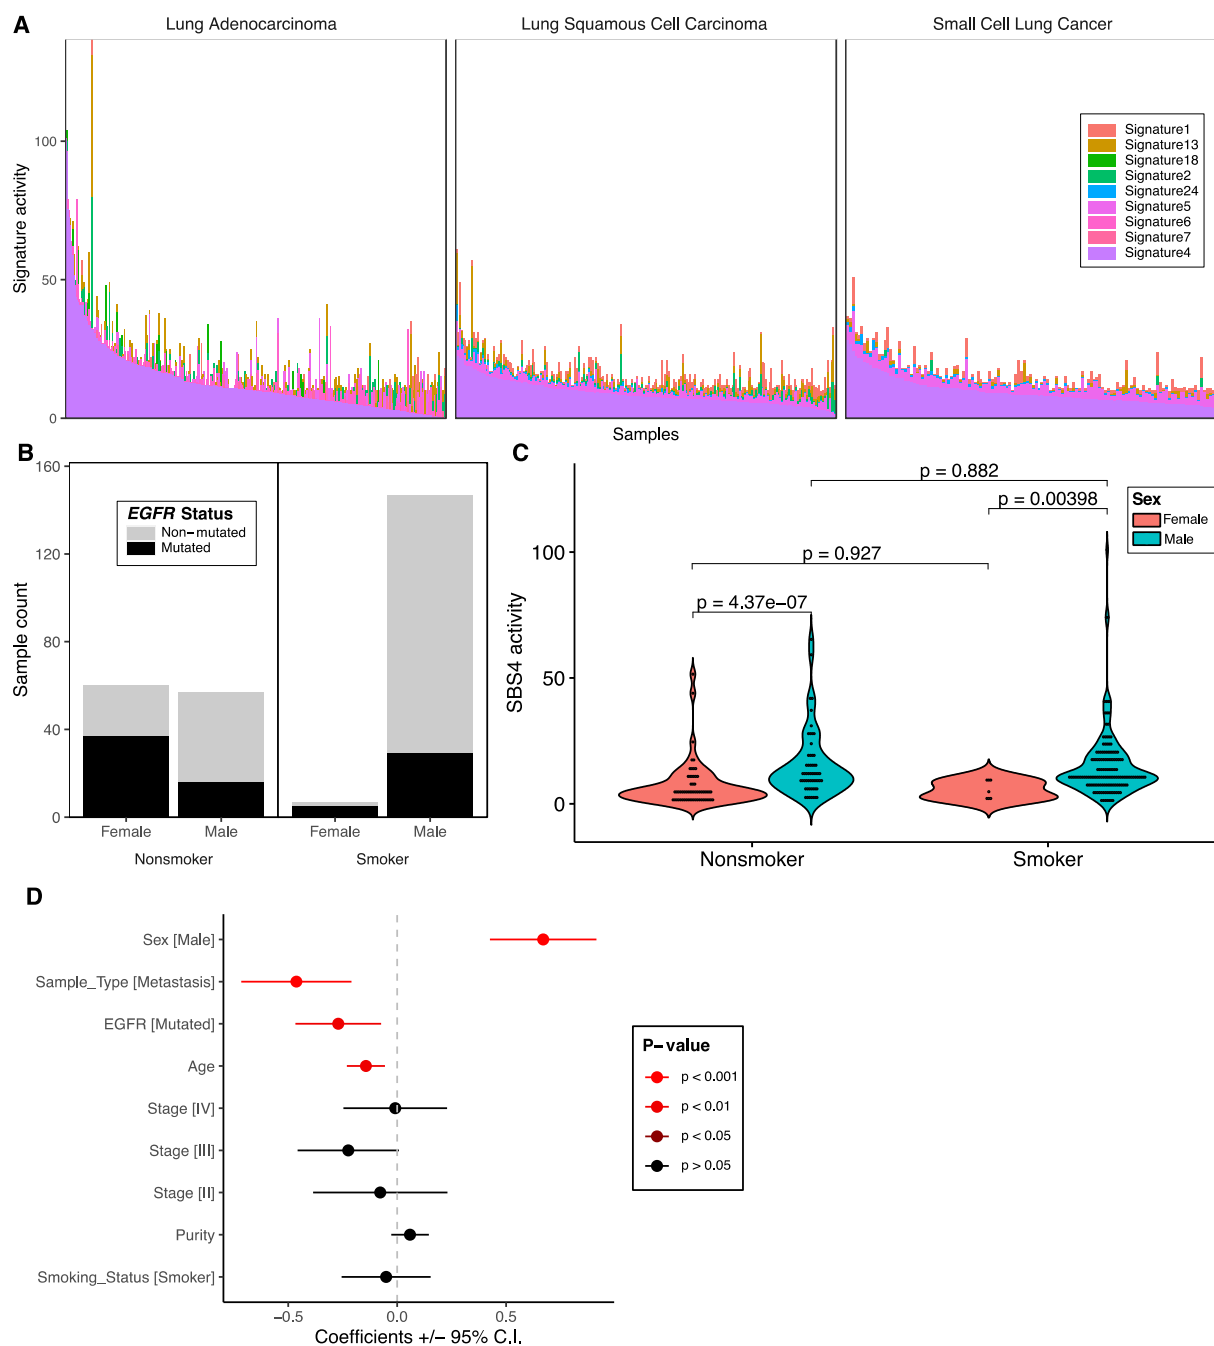 A
Lung Adenocarcinoma
Lung Squamous Cell Carcinoma
Small Cell Lung Cancer
Signature activity
100
50
0
Signature1
Signature13
Signature18
Signature2
Signature24
Signature5
Signature6
Signature7
Signature4
Samples
B
Sample count
160
120
80
40
0
EGFR Status
Non−mutated
Mutated
Female
Male
Female
Male
Nonsmoker
Smoker
C
SBS4 activity
100
50
0
p = 0.882
p = 0.00398
p = 0.927
p = 4.37e−07
Sex
Female
Male
Nonsmoker
Smoker
D
Sex [Male]
Sample_Type [Metastasis]
EGFR [Mutated]
Age
Stage [IV]
Stage [III]
Stage [II]
Purity
Smoking_Status [Smoker]
−0.5
0.0
0.5
Coefficients +/− 95% C.I.
P−value
p < 0.001
p < 0.01
p < 0.05
p > 0.05